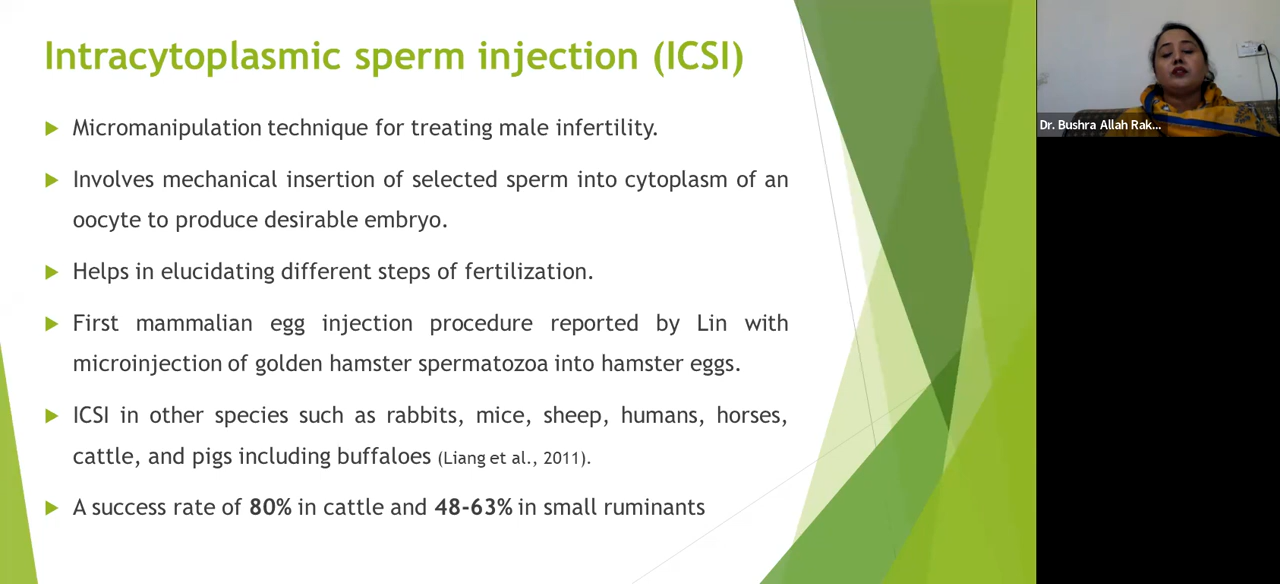 Intracytoplasmic sperm injection (ICSI)
Micromanipulation technique for treating male infertility.
Involves mechanical insertion of selected sperm into cytoplasm of an
oocyte to produce desirable embryo.
Helps in elucidating different steps of fertilization.
First mammalian egg injection procedure reported by Lin with
microinjection of golden hamster spermatozoa into hamster eggs.
ICSI in other species such as rabbits, mice, sheep, humans, horses,
cattle, and pigs including buffaloes (Liang et al., 2011).
A success rate of 80% in cattle and 48-63% in small ruminants
Dr. Bushra Allah Rak...